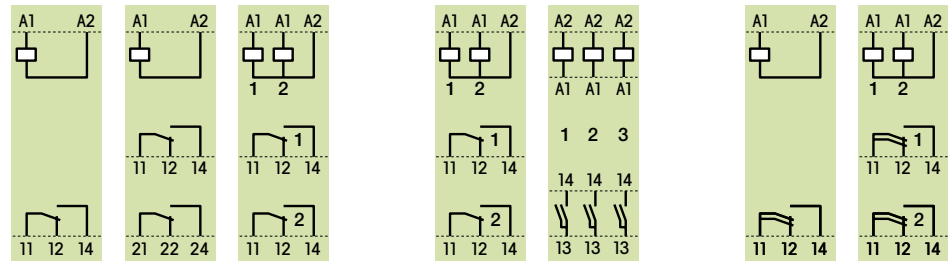 A1 A2 A1 A2 A1 A1 A2 A1 A1 A2 A2 A2 A2 A1 A2 A1 A1 A2
1 2 1 2 A1 A1 A1 1 2
1 1 1 2 3 1
11 12 14 11 12 14 11 12 14 11 12 14
14 14 14
2 2 2
11 12 14 21 22 24 11 12 14 11 12 14 13 13 13 11 12 14 11 12 14